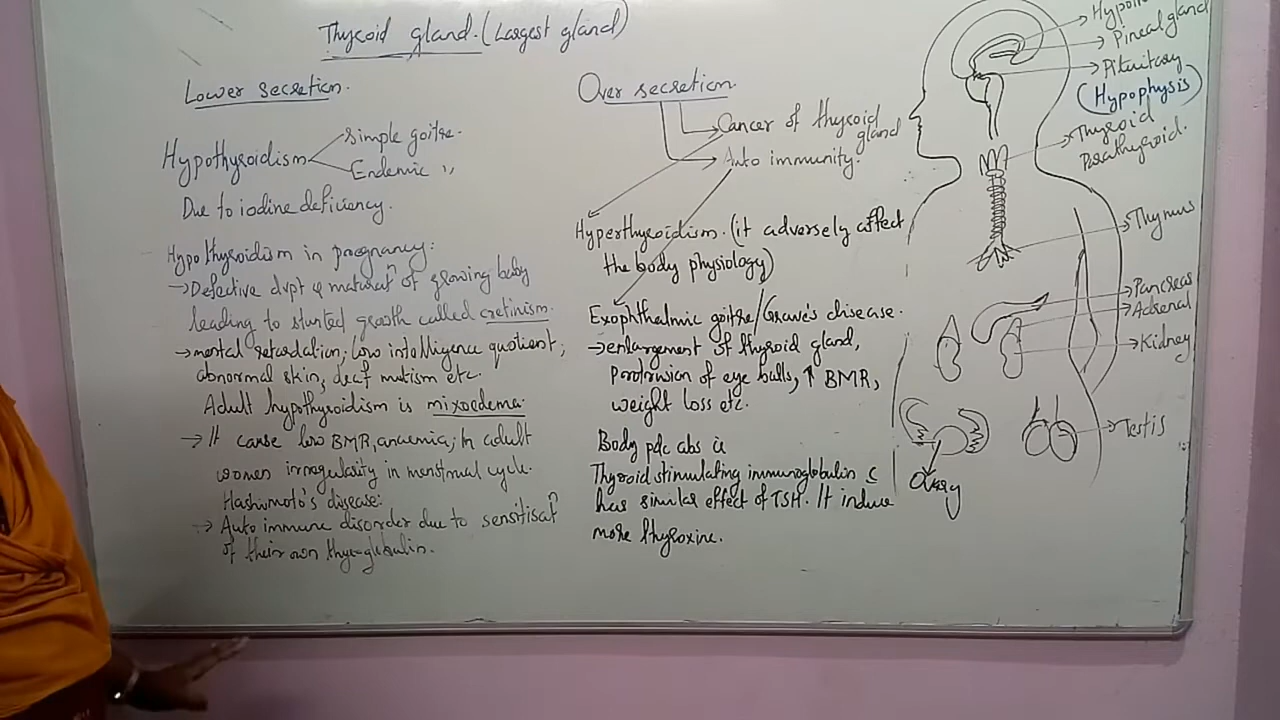 Thyroid gland. (Largest gland)
Lower secretion.
Hypothyroidism
Simple goitre.
Endemic ,,
Due to iodine deficiency.
Hypothyroidism in pregnancy:
→ Defective dvpt & maturatⁿ of growing baby
leading to stunted growth called cretinism.
→ mental retardation, low intelligence quotient,
abnormal skin, deaf mutism etc.
Adult hypothyroidism is mixoedema.
→ It cause low BMR, anaemia, In adult
women irregularity in menstrual cycle.
Hashimoto's disease:
→ Auto immune disorder due to sensitisatⁿ
of their own thyroglobulin.
Over secretion.
Cancer of thyroid
gland
Auto immunity.
Hyperthyroidism. (it adversely affect
the body physiology)
Exophthalmic goitre/Grave's disease.
→ enlargement of thyroid gland,
Protrusion of eye balls, ↑ BMR,
weight loss etc.
Body pdc abs
Thyroid stimulating immunoglobulin
has similar effect of TSH. It induce
more thyroxine.
Pineal gland
Pituitary
(Hypophysis)
Thyroid
Parathyroid.
Thymus
Pancreas
Adrenal
Kidney
Testis
Ovary